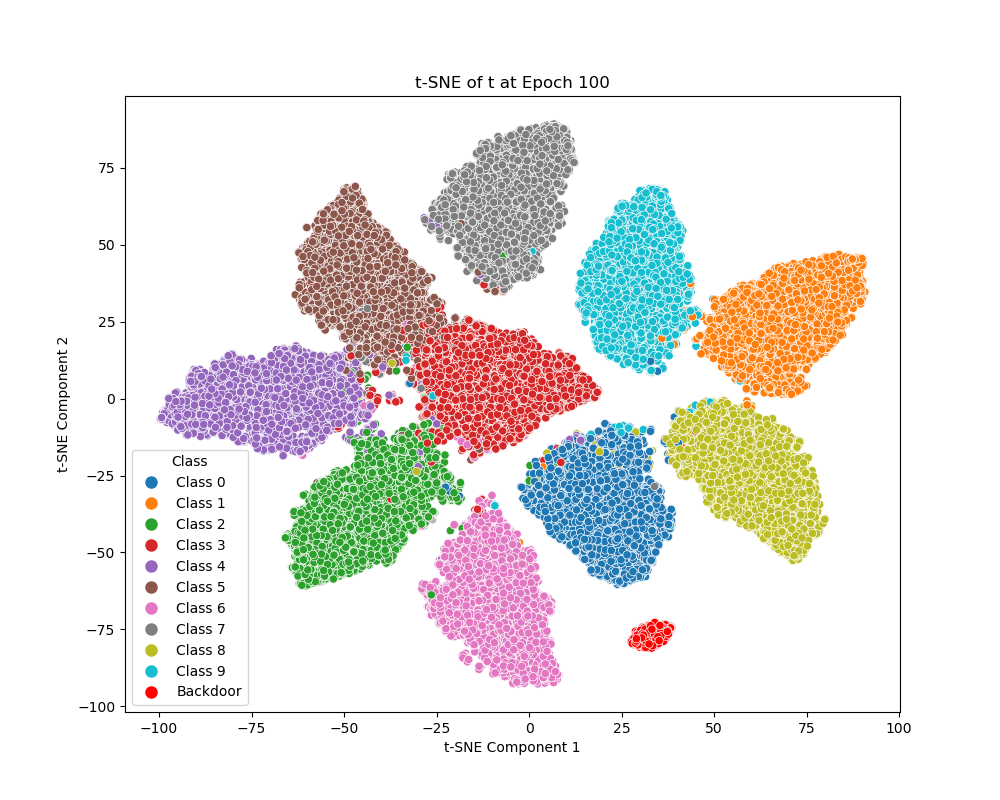 t-SNE of t at Epoch 100
t-SNE Component 2
75
50
25
0
−25
−50
−75
−100
Class
Class 0
Class 1
Class 2
Class 3
Class 4
Class 5
Class 6
Class 7
Class 8
Class 9
Backdoor
−100 −75 −50 −25 0 25 50 75 100
t-SNE Component 1